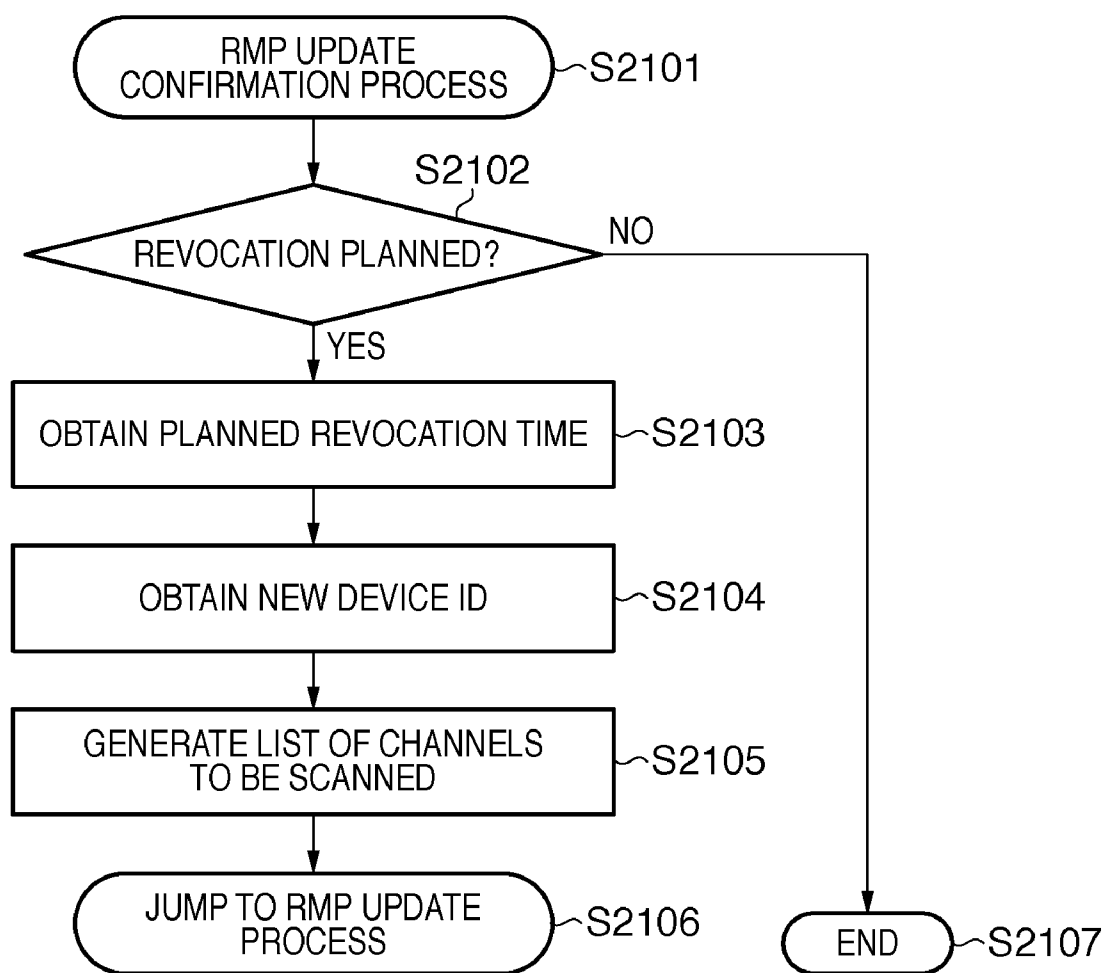 RMP UPDATE
CONFIRMATION PROCESS
S2101
S2102
REVOCATION PLANNED?
NO
YES
OBTAIN PLANNED REVOCATION TIME
S2103
OBTAIN NEW DEVICE ID
S2104
GENERATE LIST OF CHANNELS
TO BE SCANNED
S2105
JUMP TO RMP UPDATE
PROCESS
S2106
END
S2107